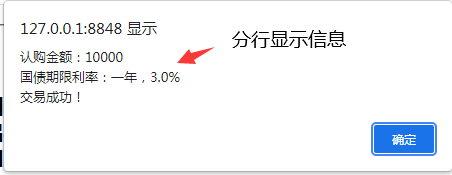 127.0.0.1:8848 显示
分行显示信息
认购金额：10000
国债期限利率：一年，3.0%
交易成功！
确定